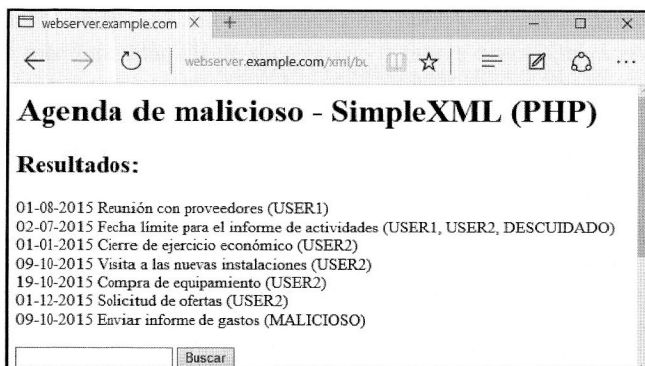 webserver.example.com
webserver.example.com/xml/bu
Agenda de malicioso - SimpleXML (PHP)
Resultados:
01-08-2015 Reunión con proveedores (USER1)
02-07-2015 Fecha límite para el informe de actividades (USER1, USER2, DESCUIDADO)
01-01-2015 Cierre de ejercicio económico (USER2)
09-10-2015 Visita a las nuevas instalaciones (USER2)
19-10-2015 Compra de equipamiento (USER2)
01-12-2015 Solicitud de ofertas (USER2)
09-10-2015 Enviar informe de gastos (MALICIOSO)
Buscar